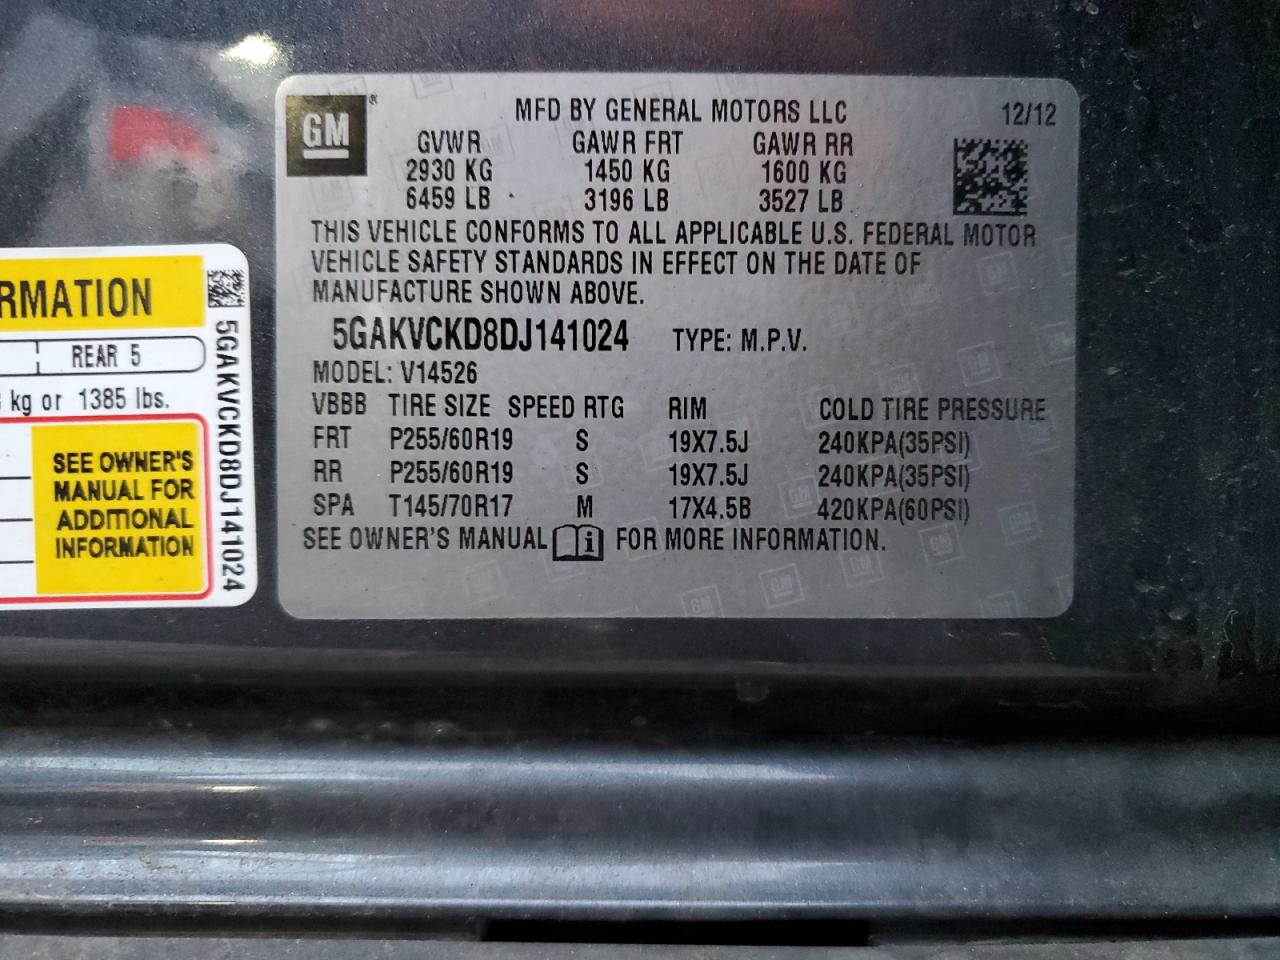 GM ® MFD BY GENERAL MOTORS LLC 12/12
GVWR GAWR FRT GAWR RR
2930 KG 1450 KG 1600 KG
6459 LB 3196 LB 3527 LB
THIS VEHICLE CONFORMS TO ALL APPLICABLE U.S. FEDERAL MOTOR
VEHICLE SAFETY STANDARDS IN EFFECT ON THE DATE OF
MANUFACTURE SHOWN ABOVE.
5GAKVCKD8DJ141024 TYPE: M.P.V.
MODEL: V14526
VBBB TIRE SIZE SPEED RTG RIM COLD TIRE PRESSURE
FRT P255/60R19 S 19X7.5J 240KPA(35PSI)
RR P255/60R19 S 19X7.5J 240KPA(35PSI)
SPA T145/70R17 M 17X4.5B 420KPA(60PSI)
SEE OWNER'S MANUAL i FOR MORE INFORMATION.
RMATION
REAR 5
kg or 1385 lbs.
SEE OWNER'S
MANUAL FOR
ADDITIONAL
INFORMATION
5GAKVCKD8DJ141024